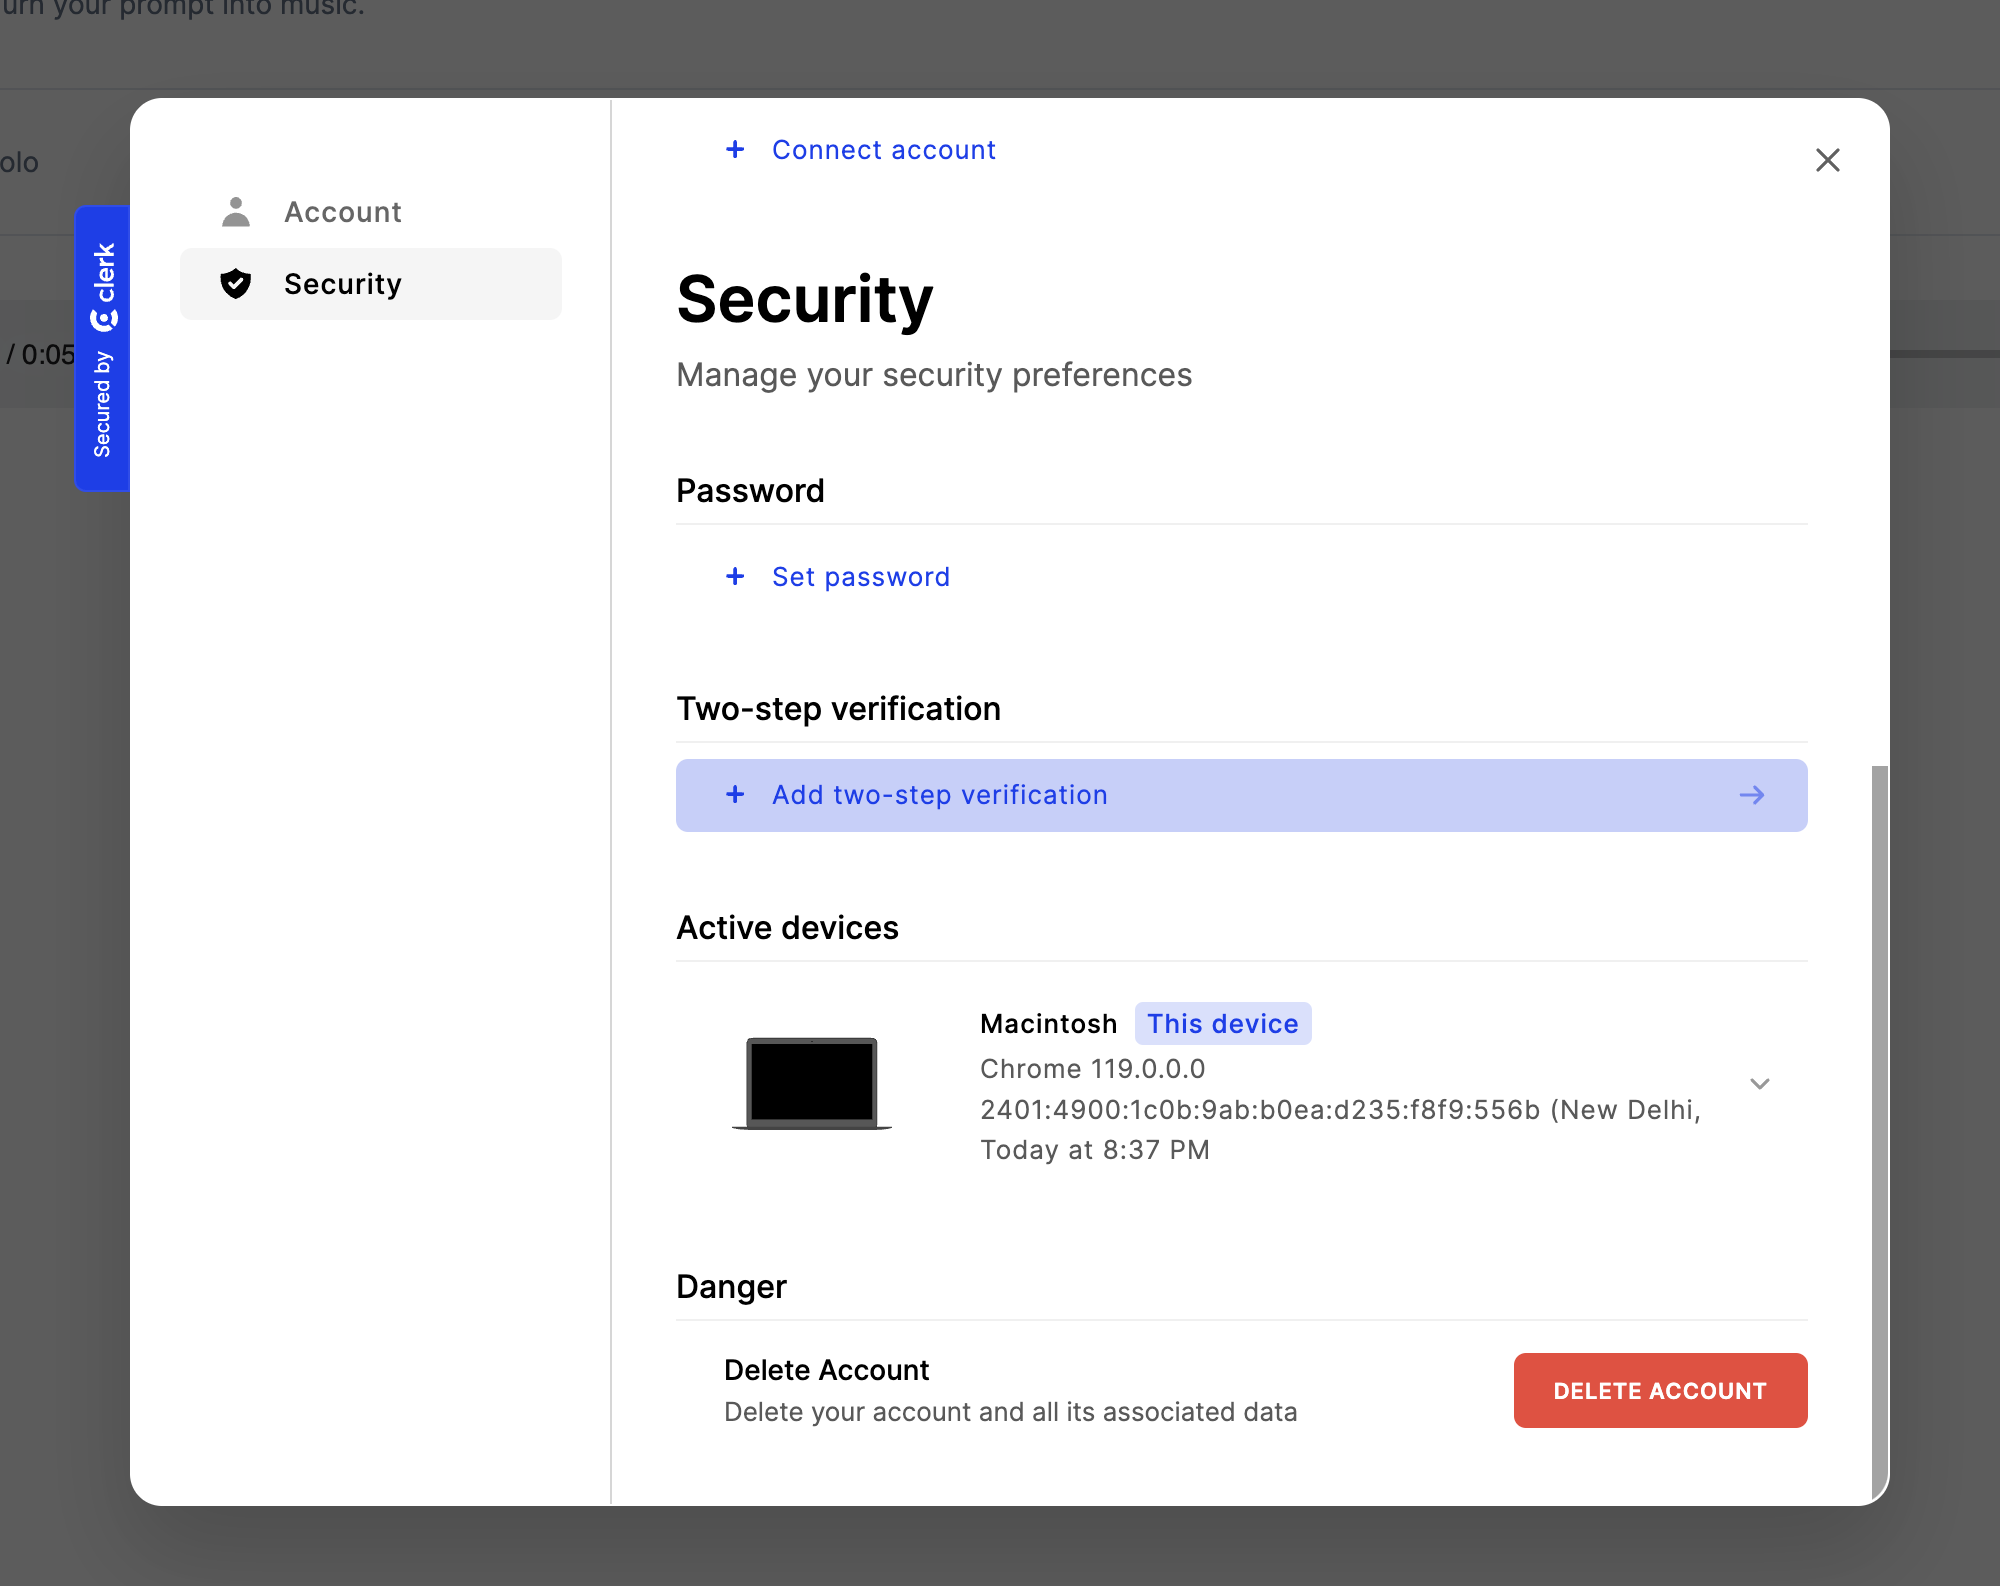 urn your prompt into music.
olo
/ 0:05
Secured by clerk
Account
Security
+ Connect account
Security
Manage your security preferences
Password
+ Set password
Two-step verification
+ Add two-step verification
Active devices
Macintosh This device
Chrome 119.0.0.0
2401:4900:1c0b:9ab:b0ea:d235:f8f9:556b (New Delhi,
Today at 8:37 PM
Danger
Delete Account
Delete your account and all its associated data
DELETE ACCOUNT